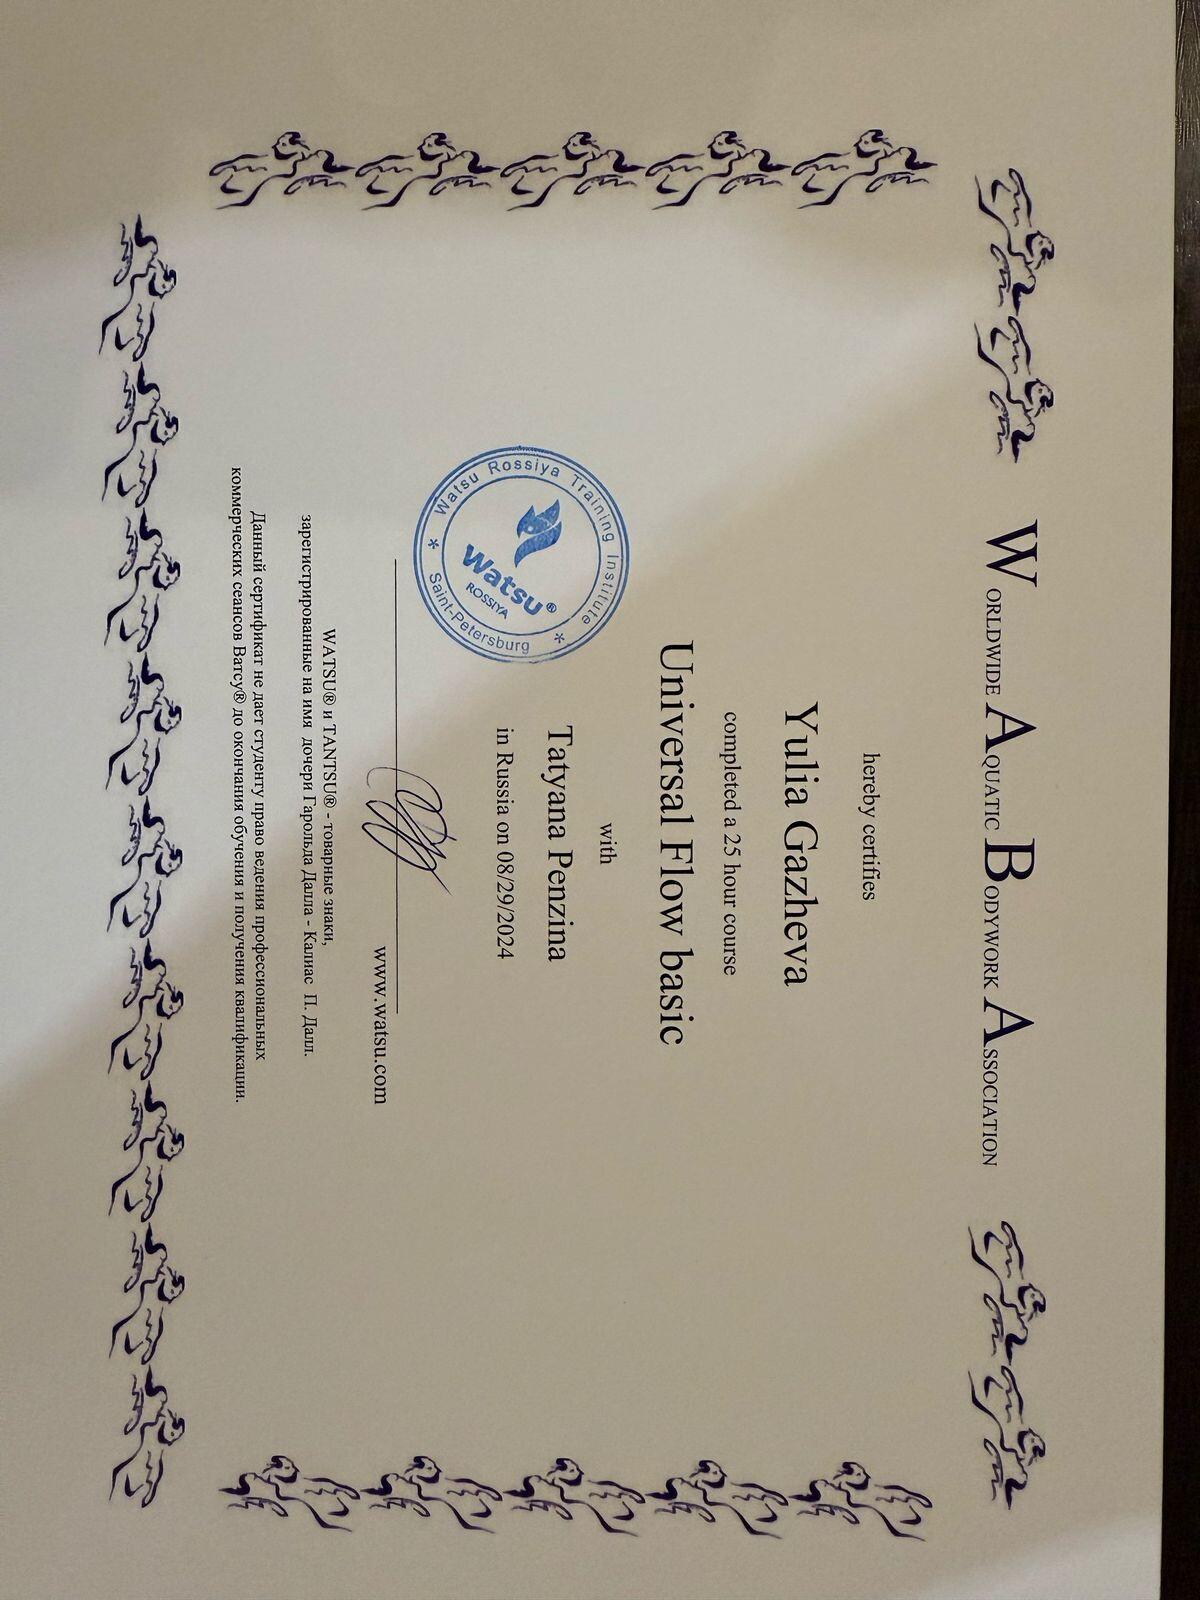 WORLDWIDE AQUATIC BODYWORK ASSOCIATION
hereby certifies
Yulia Gazheva
completed a 25 hour course
Universal Flow basic
with
Tatyana Penzina
in Russia on 08/29/2024
Watsu Rossiya Training Institute
* Saint-Petersburg *
Watsu®
ROSSIYA
www.watsu.com
WATSU® и TANTSU® - товарные знаки,
зарегистрированные на имя дочери Гарольда Далла - Калиас П. Далл.
Данный сертификат не дает студенту право ведения профессиональных
коммерческих сеансов Ватсу® до окончания обучения и получения квалификации.